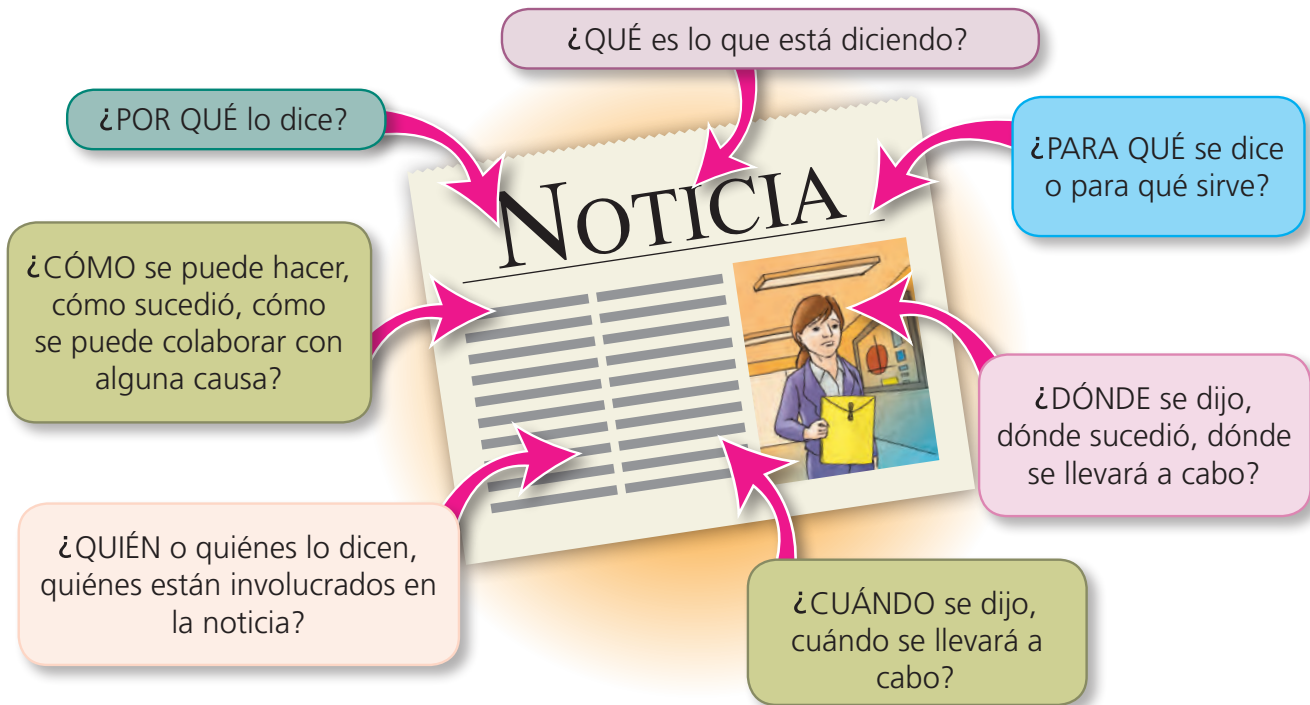 ¿QUÉ es lo que está diciendo?
¿POR QUÉ lo dice?
¿PARA QUÉ se dice
o para qué sirve?
NOTICIA
¿CÓMO se puede hacer,
cómo sucedió, cómo
se puede colaborar con
alguna causa?
¿DÓNDE se dijo,
dónde sucedió, dónde
se llevará a cabo?
¿QUIÉN o quiénes lo dicen,
quiénes están involucrados en
la noticia?
¿CUÁNDO se dijo,
cuándo se llevará a
cabo?